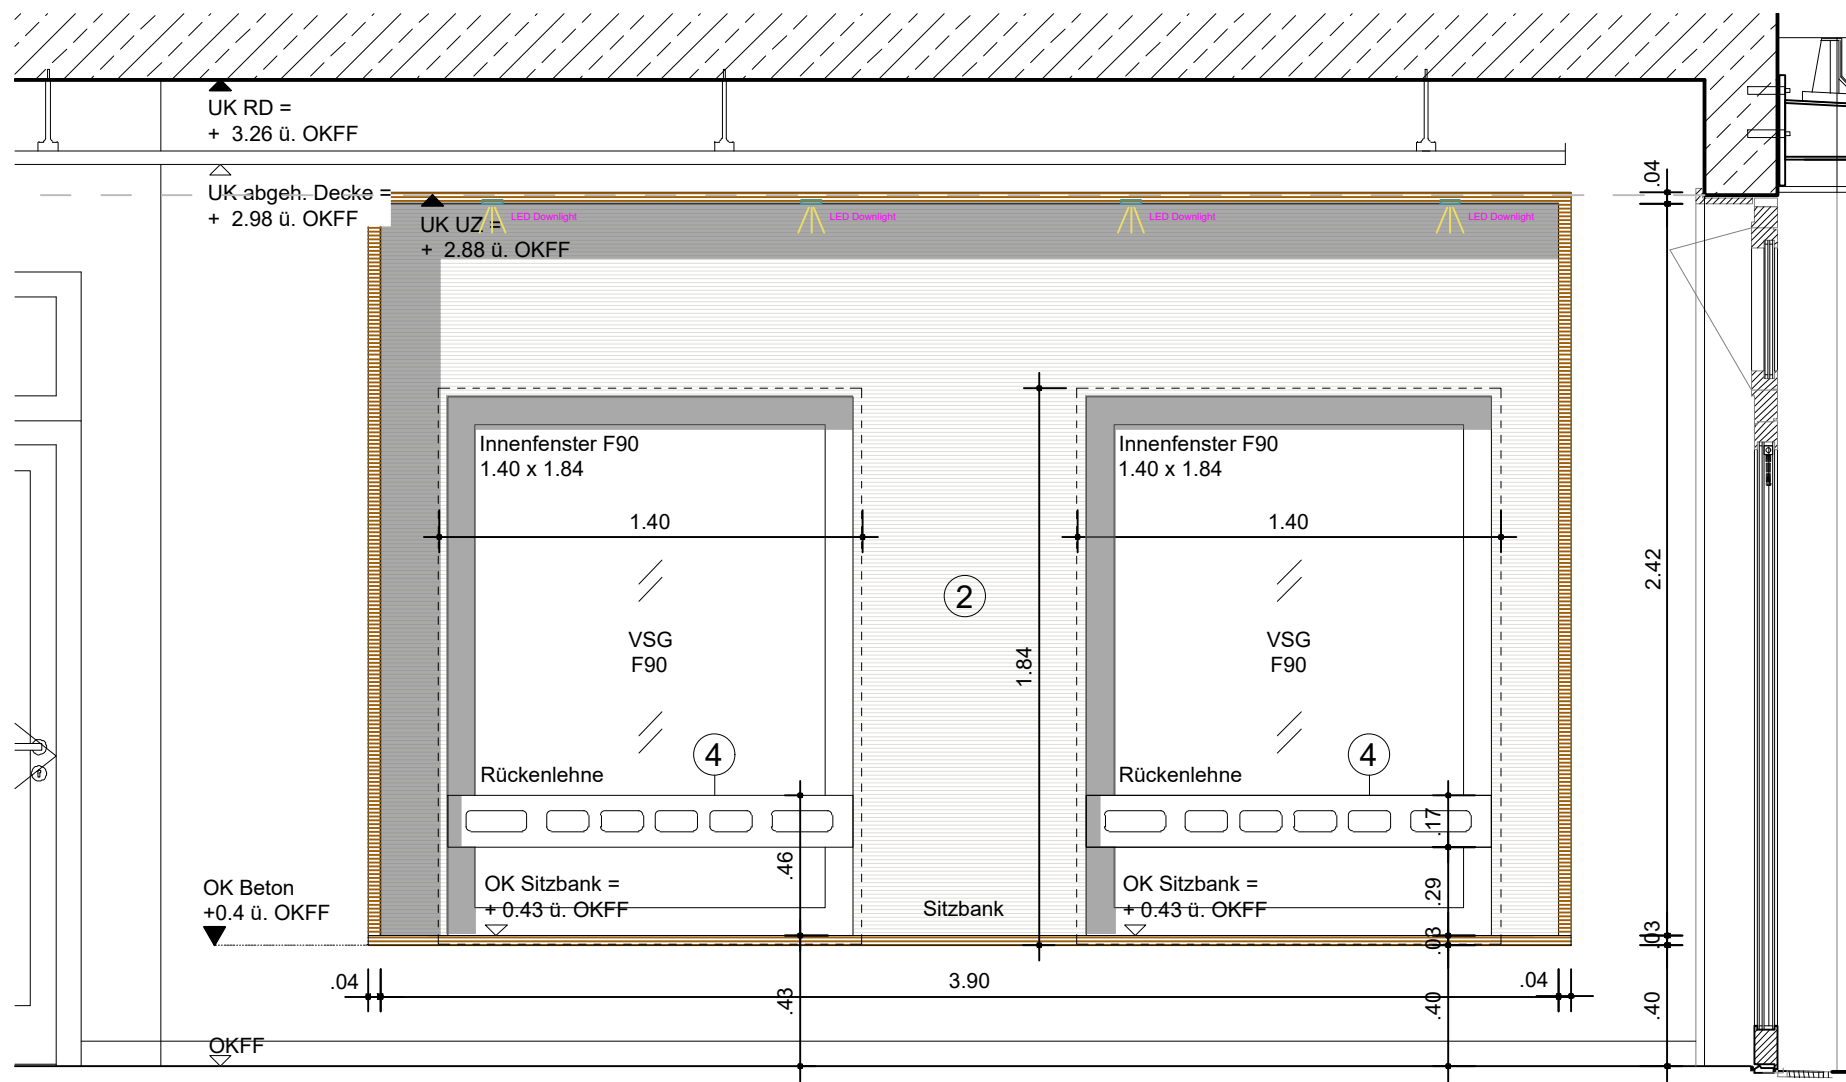 UK RD =
+ 3.26 ü. OKFF
UK abgeh. Decke =
+ 2.98 ü. OKFF
UK UZ =
+ 2.88 ü. OKFF
LED Downlight
LED Downlight
LED Downlight
LED Downlight
.04
Innenfenster F90
1.40 x 1.84
Innenfenster F90
1.40 x 1.84
1.40
1.40
2.42
2
VSG
F90
1.84
VSG
F90
4
4
Rückenlehne
Rückenlehne
.17
.46
.29
OK Beton
+0.4 ü. OKFF
OK Sitzbank =
+ 0.43 ü. OKFF
Sitzbank
OK Sitzbank =
+ 0.43 ü. OKFF
.03
.03
.04
3.90
.04
.43
.40
.40
OKFF